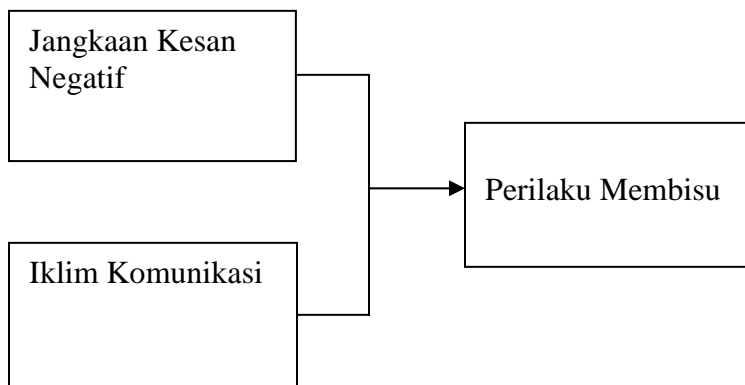 Jangkaan Kesan
Negatif
Perilaku Membisu
Iklim Komunikasi